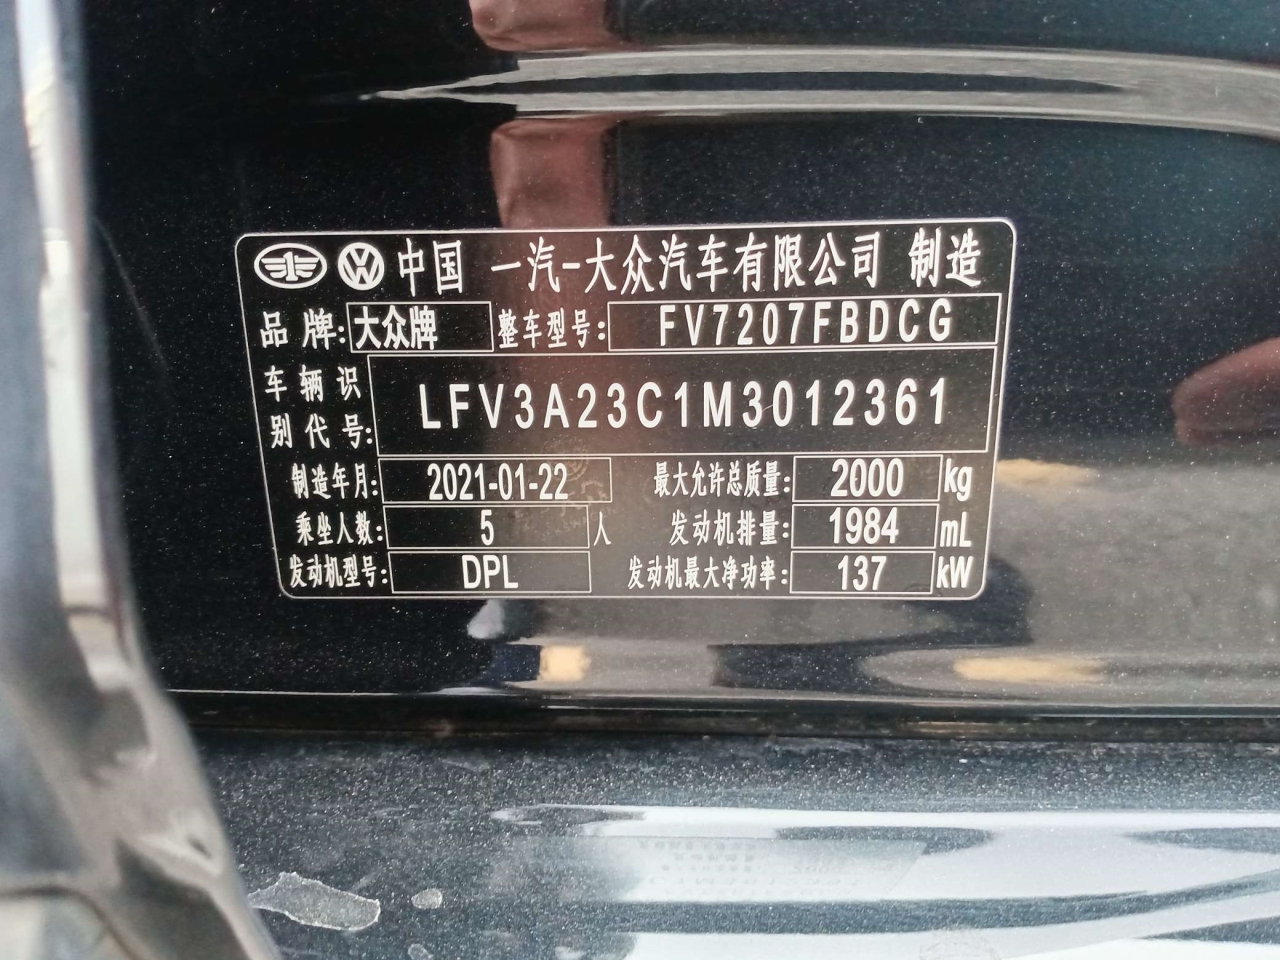 中国 一汽-大众汽车有限公司 制造
品牌: 大众牌 整车型号: FV7207FBDCG
车辆识别代号: LFV3A23C1M3012361
制造年月: 2021-01-22 最大允许总质量: 2000 kg
乘坐人数: 5 人 发动机排量: 1984 mL
发动机型号: DPL 发动机最大净功率: 137 kW